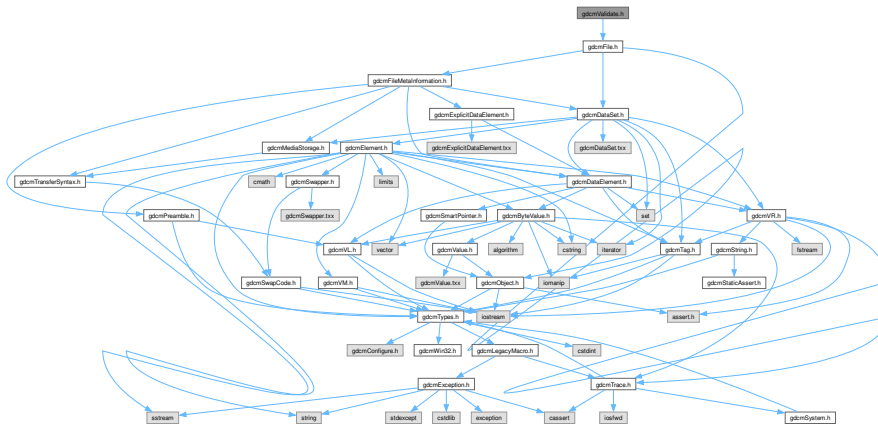 gdcmValidate.h
gdcmFile.h
gdcmFileMetaInformation.h
gdcmExplicitDataElement.h
gdcmDataSet.h
gdcmMediaStorage.h
gdcmElement.h
gdcmExplicitDataElement.txx
gdcmDataSet.txx
gdcmTransferSyntax.h
cmath
gdcmSwapper.h
limits
gdcmDataElement.h
gdcmPreamble.h
gdcmSwapper.txx
gdcmSmartPointer.h
gdcmByteValue.h
set
gdcmVR.h
gdcmVL.h
vector
gdcmValue.h
algorithm
cstring
iterator
gdcmTag.h
gdcmString.h
fstream
gdcmSwapCode.h
gdcmVM.h
gdcmValue.txx
gdcmObject.h
iomanip
gdcmStaticAssert.h
gdcmTypes.h
iostream
assert.h
gdcmConfigure.h
gdcmWin32.h
gdcmLegacyMacro.h
cstdint
gdcmException.h
gdcmTrace.h
sstream
string
stdexcept
cstdlib
exception
cassert
iosfwd
gdcmSystem.h